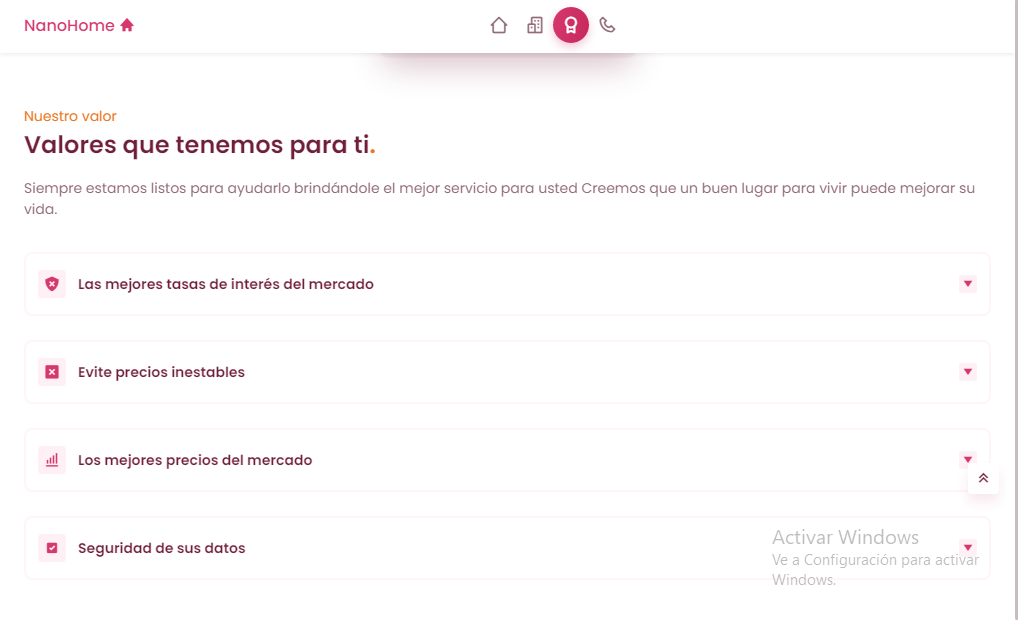 NanoHome
Nuestro valor
Valores que tenemos para ti.
Siempre estamos listos para ayudarlo brindándole el mejor servicio para usted Creemos que un buen lugar para vivir puede mejorar su
vida.
Las mejores tasas de interés del mercado
Evite precios inestables
Los mejores precios del mercado
Seguridad de sus datos
Activar Windows
Ve a Configuración para activar
Windows.